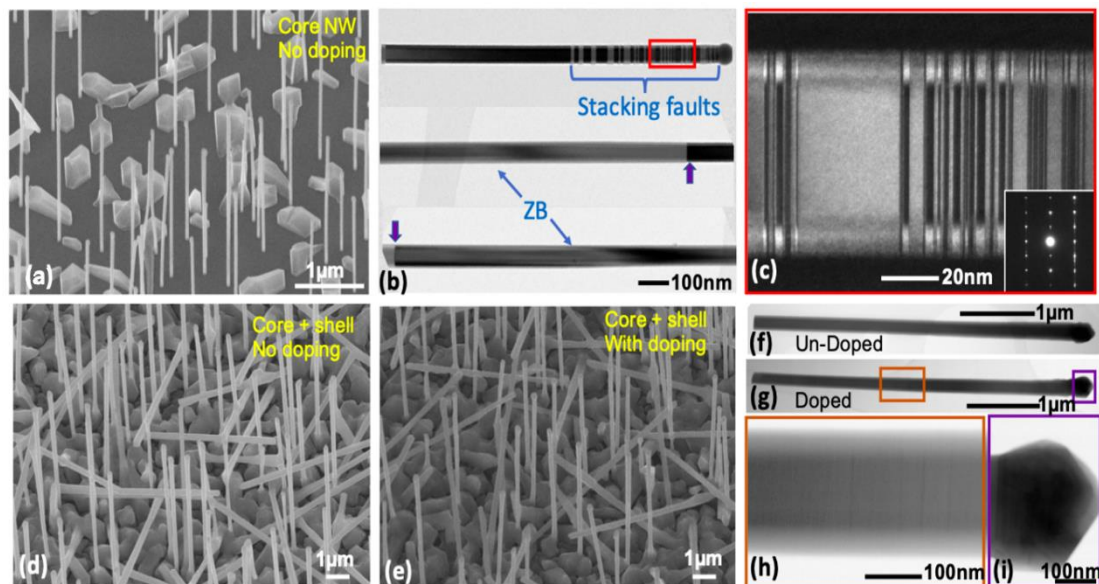 Core NW
No doping
1µm
(a)
Stacking faults
ZB
(b)
100nm
(c)
20nm
Core + shell
No doping
(d)
1µm
Core + shell
With doping
(e)
1µm
1µm
(f) Un-Doped
(g) Doped
1µm
(h)
100nm
(i)
100nm